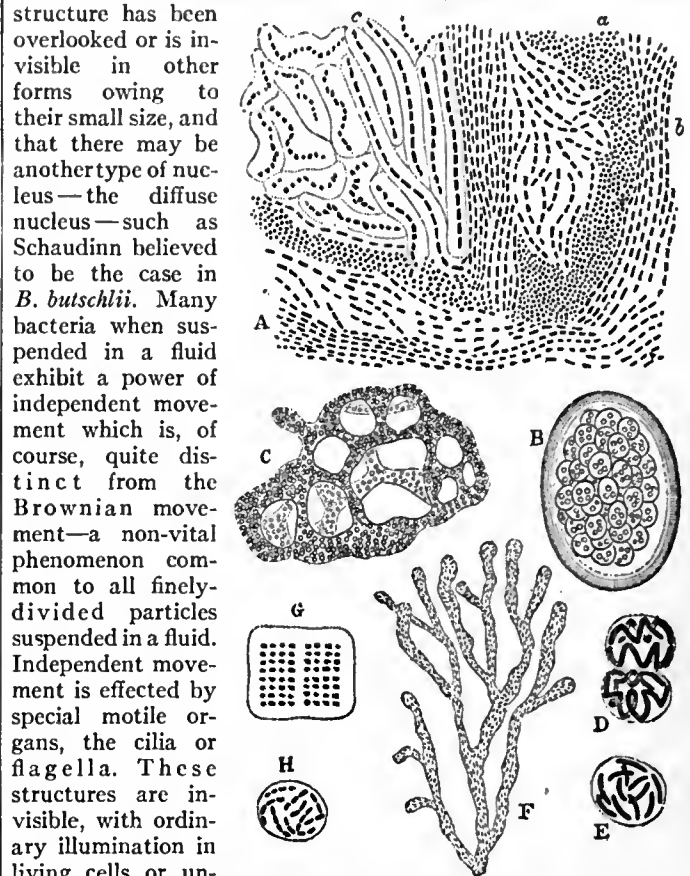 structure has been
overlooked or is in-
visible in other
forms owing to
their small size, and
that there may be
another type of nuc-
leus—the diffuse
nucleus—such as
Schaudinn believed
to be the case in
B. butschlii. Many
bacteria when sus-
pended in a fluid
exhibit a power of
independent move-
ment which is, of
course, quite dis-
tinct from the
Brownian move-
ment—a non-vital
phenomenon com-
mon to all finely-
divided particles
suspended in a fluid.
Independent move-
ment is effected by
special motile or-
gans, the cilia or
flagella. These
structures are in-
visible, with ordin-
ary illumination in
living cells or un-
c
a
b
A
C
B
G
D
H
F
E